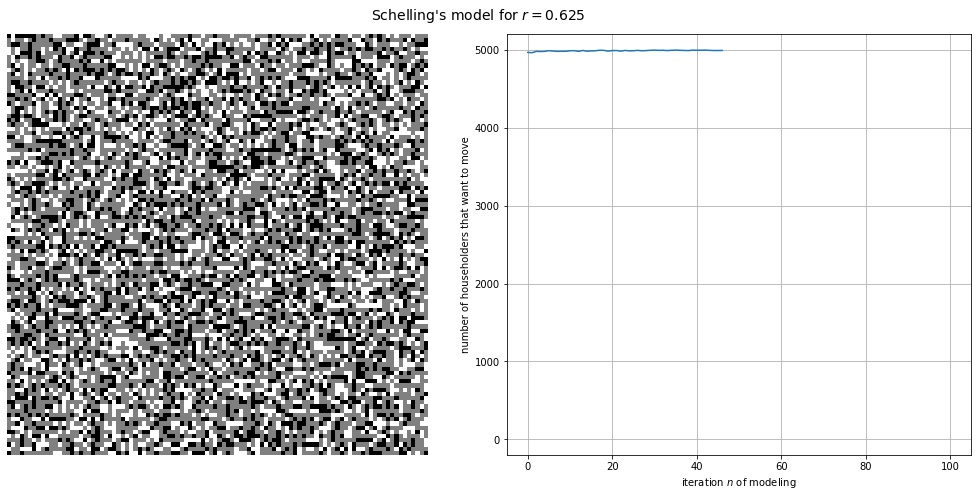 Schelling's model for r = 0.625
number of householders that want to move
5000
4000
3000
2000
1000
0
0 20 40 60 80 100
iteration n of modeling